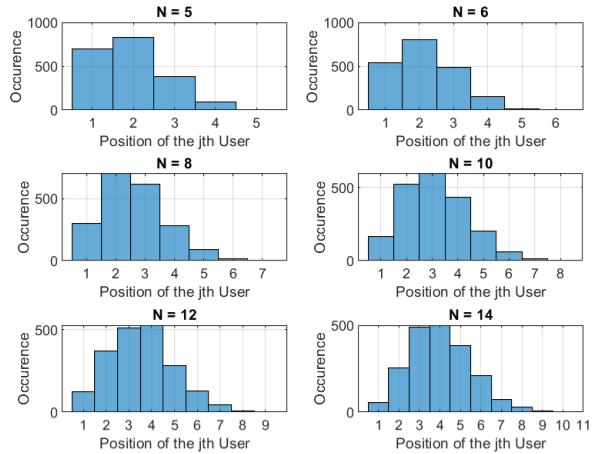 N = 5
1000
500
0
Occurence
1 2 3 4 5
Position of the jth User
N = 6
1000
500
0
Occurence
1 2 3 4 5 6
Position of the jth User
N = 8
500
0
Occurence
1 2 3 4 5 6 7
Position of the jth User
N = 10
500
0
Occurence
1 2 3 4 5 6 7 8
Position of the jth User
N = 12
500
0
Occurence
1 2 3 4 5 6 7 8 9
Position of the jth User
N = 14
500
0
Occurence
1 2 3 4 5 6 7 8 9 10 11
Position of the jth User